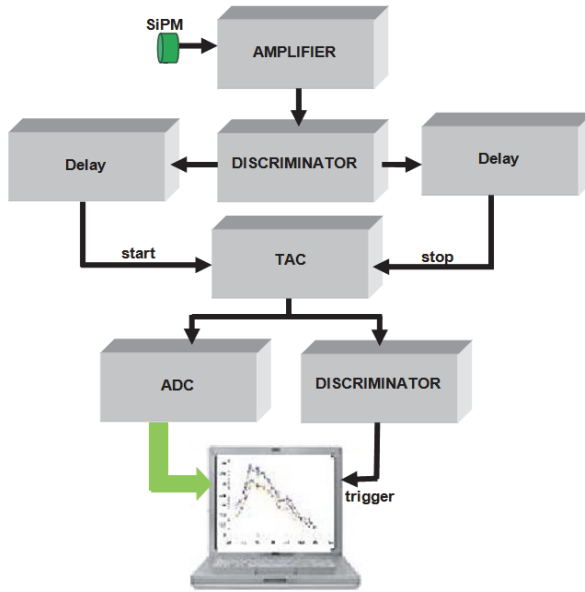 SiPM
AMPLIFIER
Delay
DISCRIMINATOR
Delay
start
TAC
stop
ADC
DISCRIMINATOR
trigger